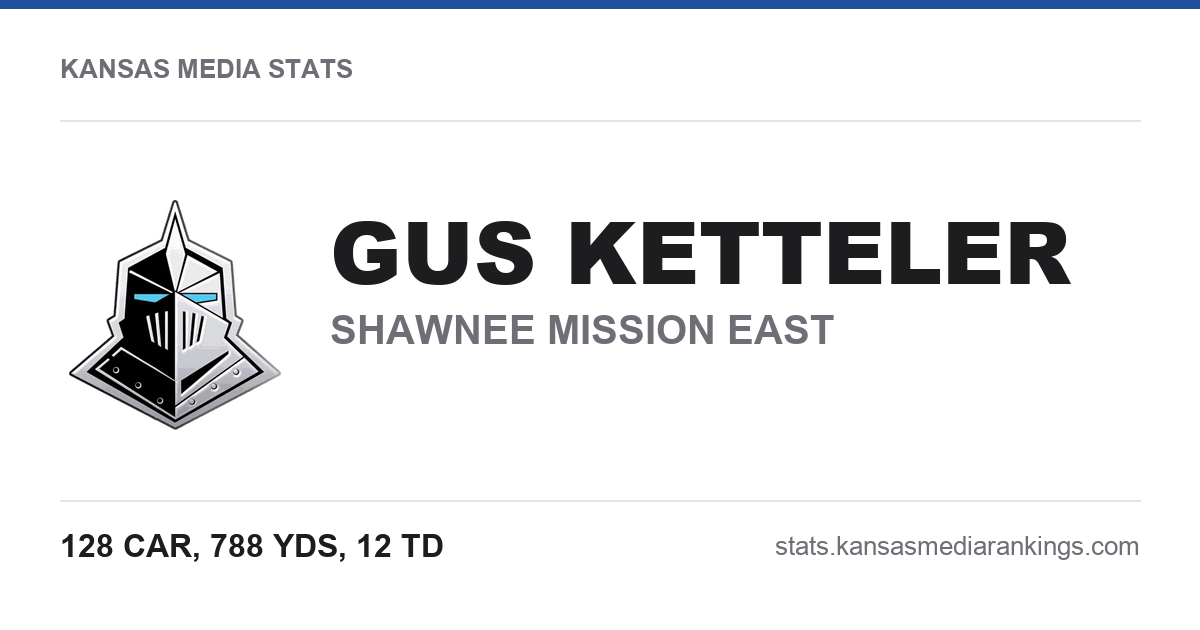 KANSAS MEDIA STATS
GUS KETTELER
SHAWNEE MISSION EAST
128 CAR, 788 YDS, 12 TD
stats.kansasmediarankings.com